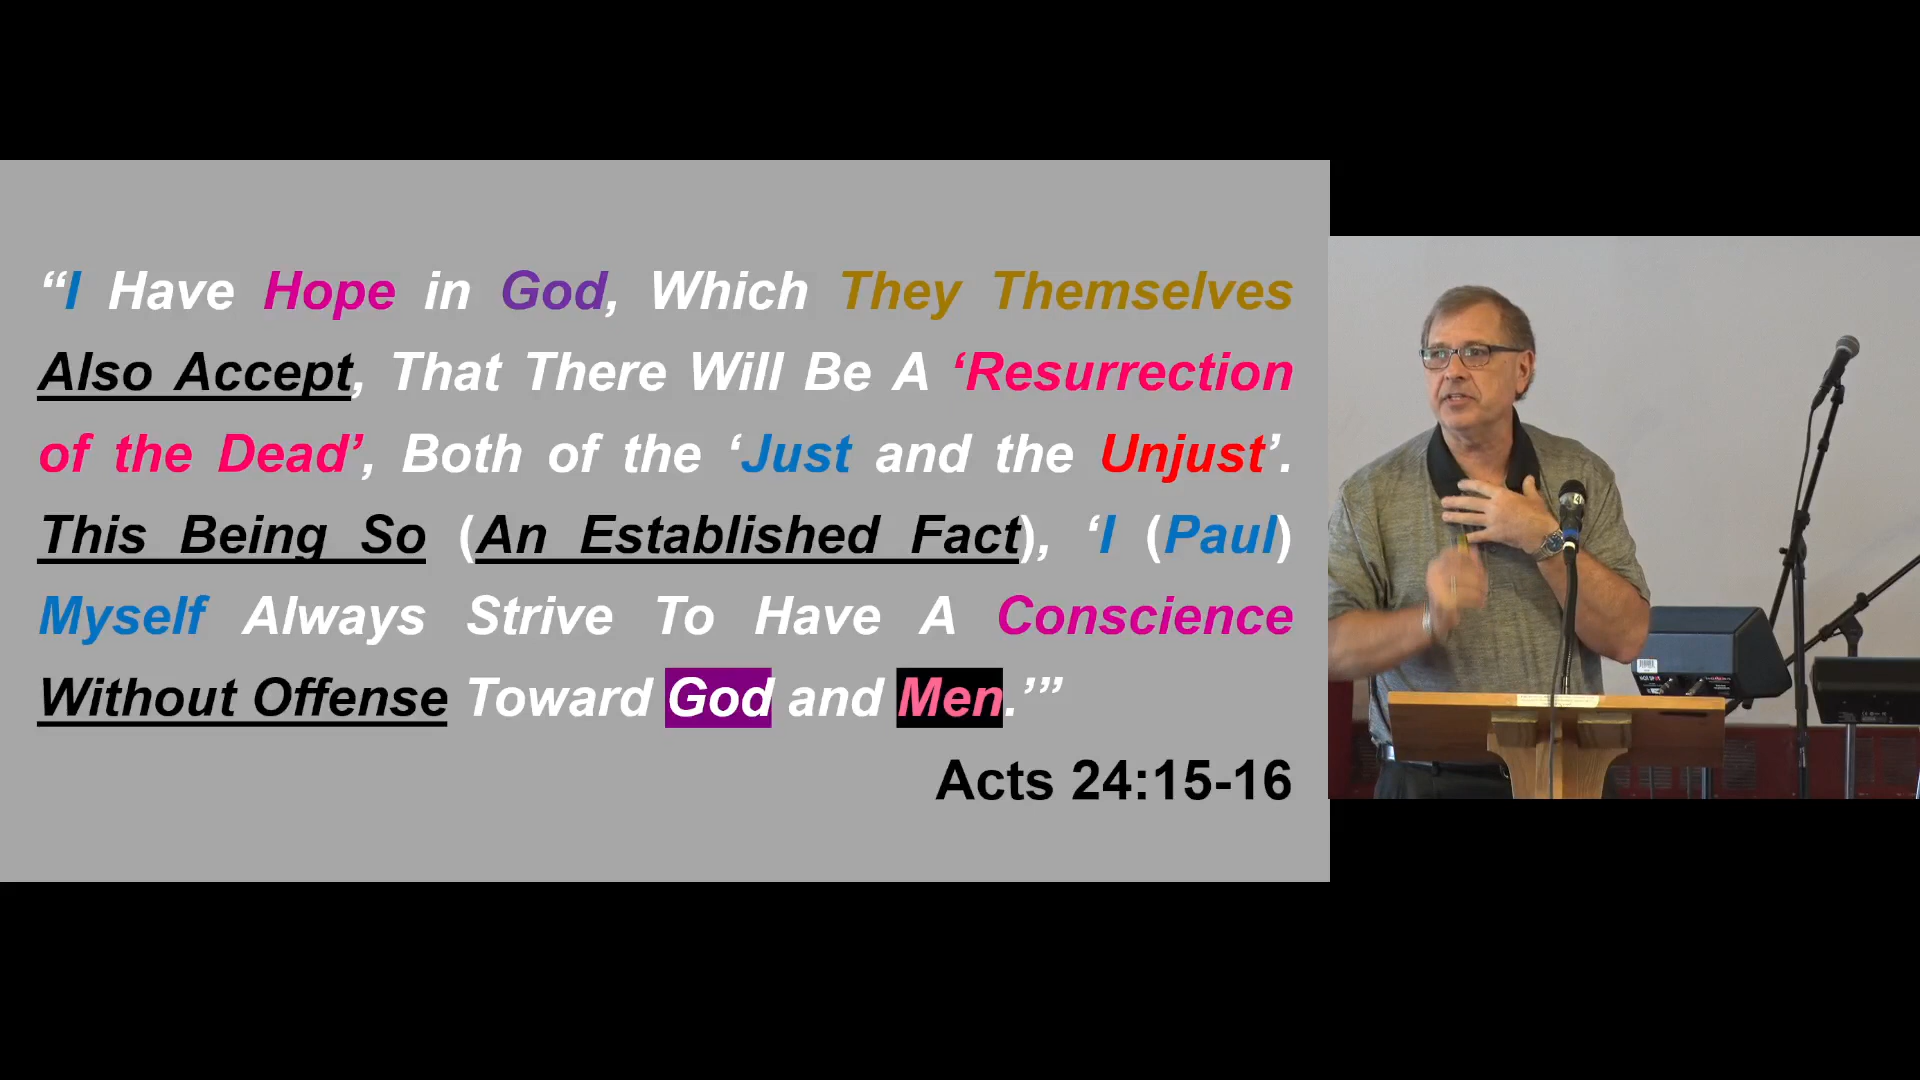 “I Have Hope in God, Which They Themselves
Also Accept, That There Will Be A ‘Resurrection
of the Dead’, Both of the ‘Just and the Unjust’.
This Being So (An Established Fact), ‘I (Paul)
Myself Always Strive To Have A Conscience
Without Offense Toward God and Men.’”
Acts 24:15-16